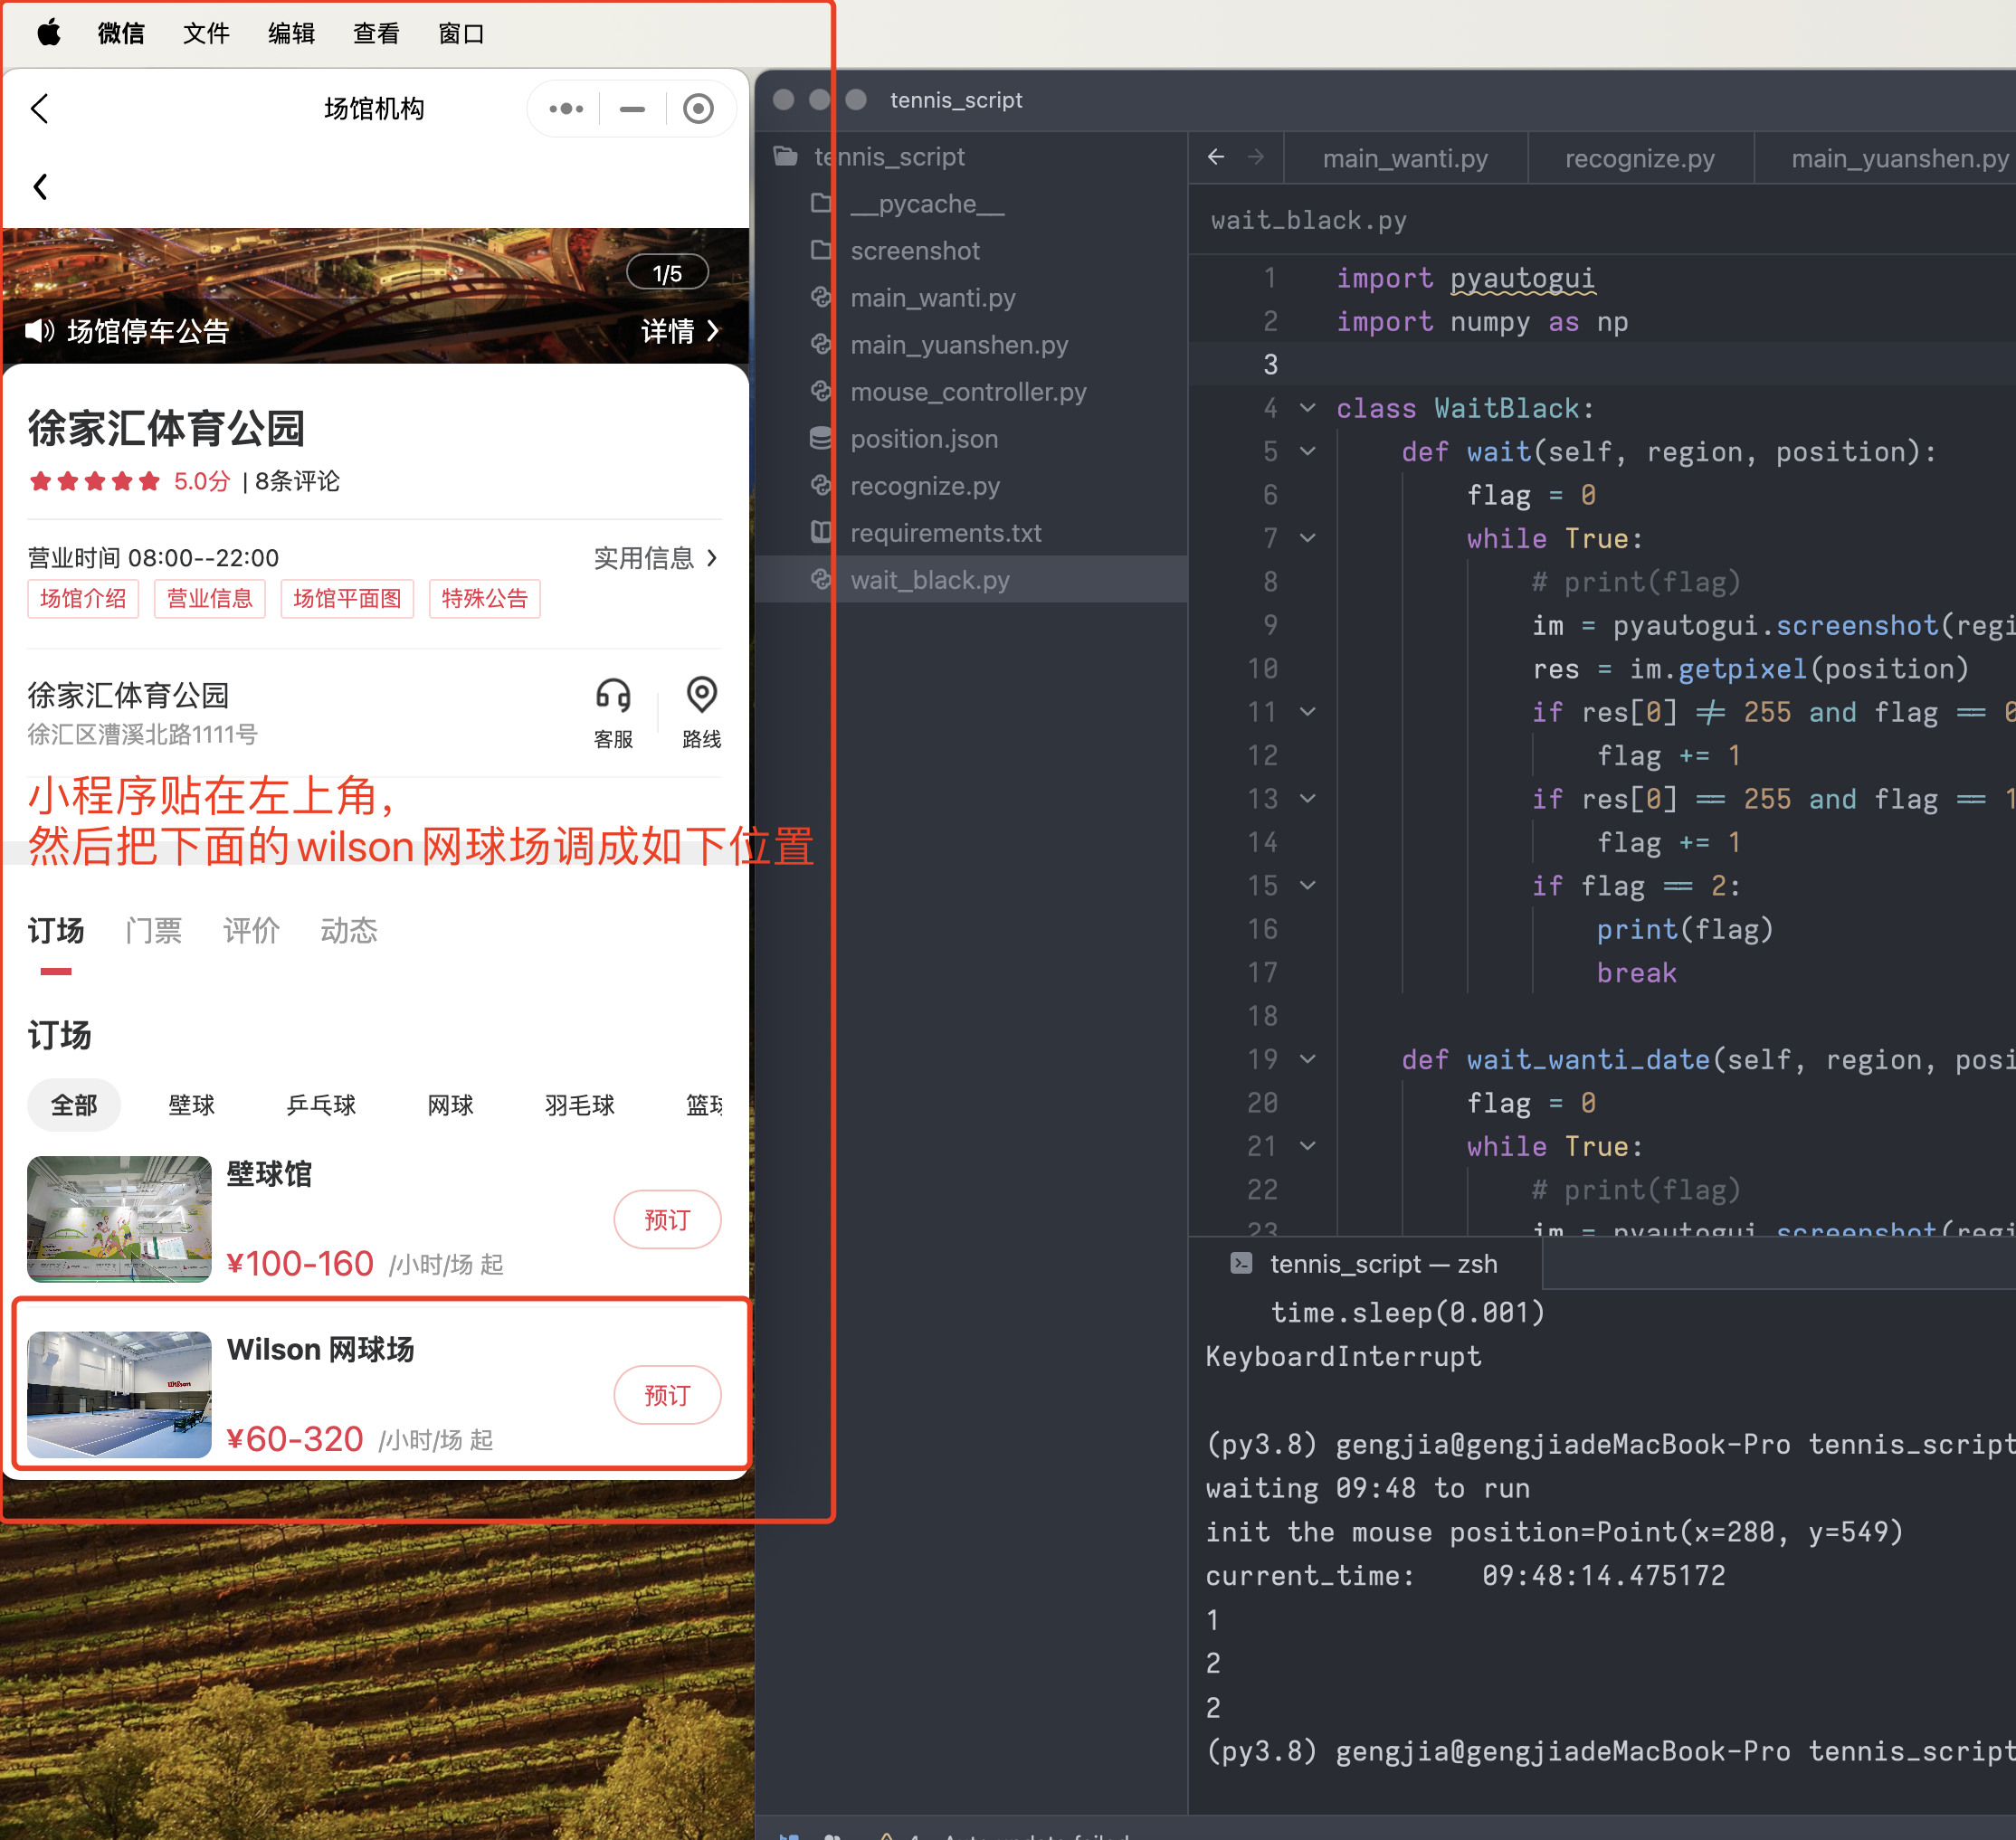 微信 文件 编辑 查看 窗口
场馆机构
1/5
场馆停车公告 详情
徐家汇体育公园
5.0分 | 8条评论
营业时间 08:00--22:00 实用信息
场馆介绍 营业信息 场馆平面图 特殊公告
徐家汇体育公园
徐汇区漕溪北路1111号
客服 路线
小程序贴在左上角，
然后把下面的wilson网球场调成如下位置
订场 门票 评价 动态
订场
全部 壁球 乒乓球 网球 羽毛球 篮球
壁球馆
预订
¥100-160 /小时/场 起
Wilson 网球场
预订
¥60-320 /小时/场 起
tennis_script
tennis_script
__pycache__
screenshot
main_wanti.py
main_yuanshen.py
mouse_controller.py
position.json
recognize.py
requirements.txt
wait_black.py
main_wanti.py recognize.py main_yuanshen.py
wait_black.py
1 import pyautogui
2 import numpy as np
3
4 class WaitBlack:
5 def wait(self, region, position):
6 flag = 0
7 while True:
8 # print(flag)
9 im = pyautogui.screenshot(regi
10 res = im.getpixel(position)
11 if res[0] != 255 and flag == 0
12 flag += 1
13 if res[0] == 255 and flag == 1
14 flag += 1
15 if flag == 2:
16 print(flag)
17 break
18
19 def wait_wanti_date(self, region, posi
20 flag = 0
21 while True:
22 # print(flag)
23 im = pyautogui.screenshot(regi
tennis_script — zsh
time.sleep(0.001)
KeyboardInterrupt
(py3.8) gengjia@gengjiadeMacBook-Pro tennis_script
waiting 09:48 to run
init the mouse position=Point(x=280, y=549)
current_time: 09:48:14.475172
1
2
2
(py3.8) gengjia@gengjiadeMacBook-Pro tennis_script
Auto update failed